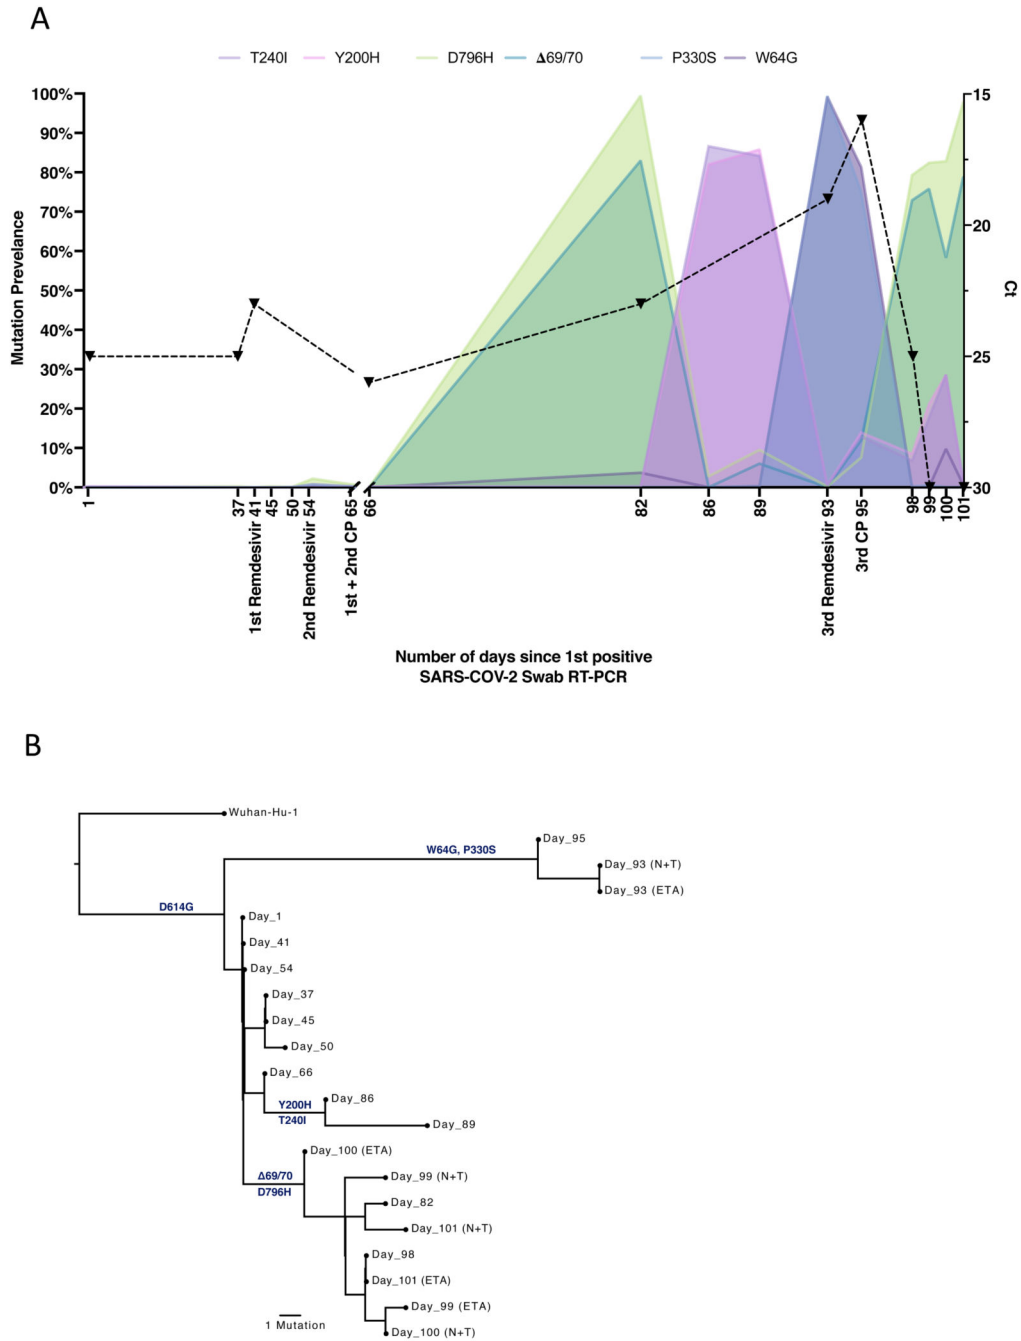 A
T240I Y200H D796H Δ69/70 P330S W64G
100%
90%
80%
70%
60%
50%
40%
30%
20%
10%
0%
Mutation Prevelance
15
20
25
30
Ct
1
37
1st Remdesivir 41
45
50
2nd Remdesivir 54
1st + 2nd CP 65
66
82
86
89
3rd Remdesivir 93
3rd CP 95
98
99
100
101
Number of days since 1st positive
SARS-COV-2 Swab RT-PCR
B
Wuhan-Hu-1
Day_95
W64G, P330S
Day_93 (N+T)
Day_93 (ETA)
D614G
Day_1
Day_41
Day_54
Day_37
Day_45
Day_50
Day_66
Y200H
Day_86
T240I
Day_89
Day_100 (ETA)
Δ69/70
Day_99 (N+T)
D796H
Day_82
Day_101 (N+T)
Day_98
Day_101 (ETA)
Day_99 (ETA)
1 Mutation
Day_100 (N+T)